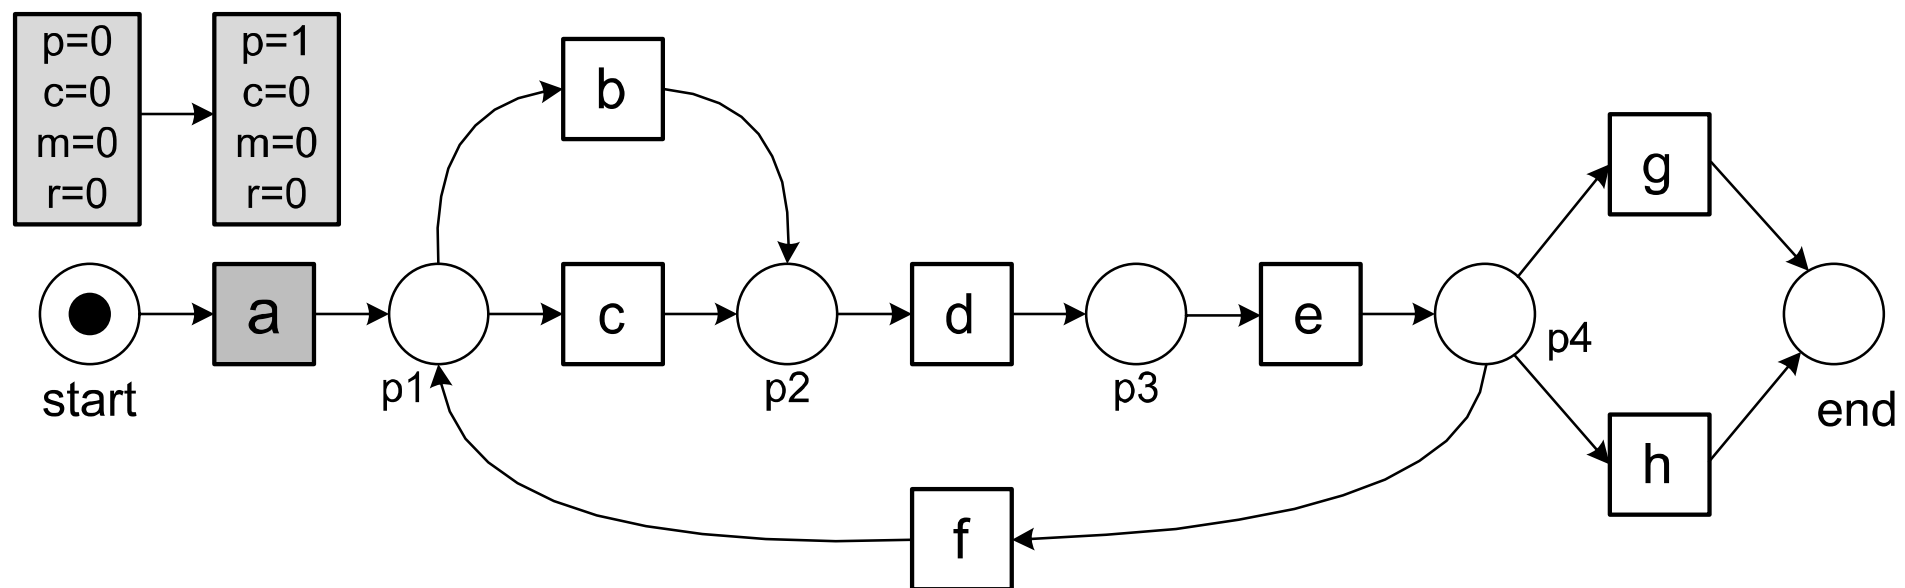 p=0
c=0
m=0
r=0
p=1
c=0
m=0
r=0
b
g
a
c
d
e
p4
start
p1
p2
p3
end
h
f